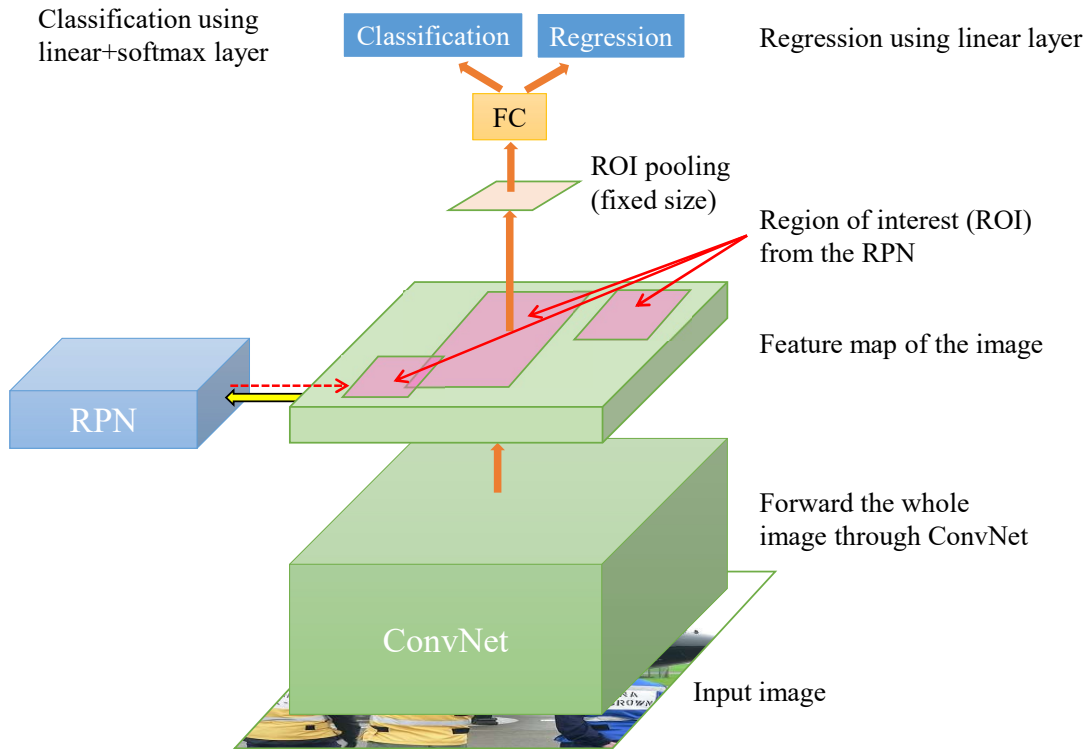 Classification using
linear+softmax layer
Classification
Regression
Regression using linear layer
FC
ROI pooling
(fixed size)
Region of interest (ROI)
from the RPN
Feature map of the image
RPN
Forward the whole
image through ConvNet
ConvNet
Input image